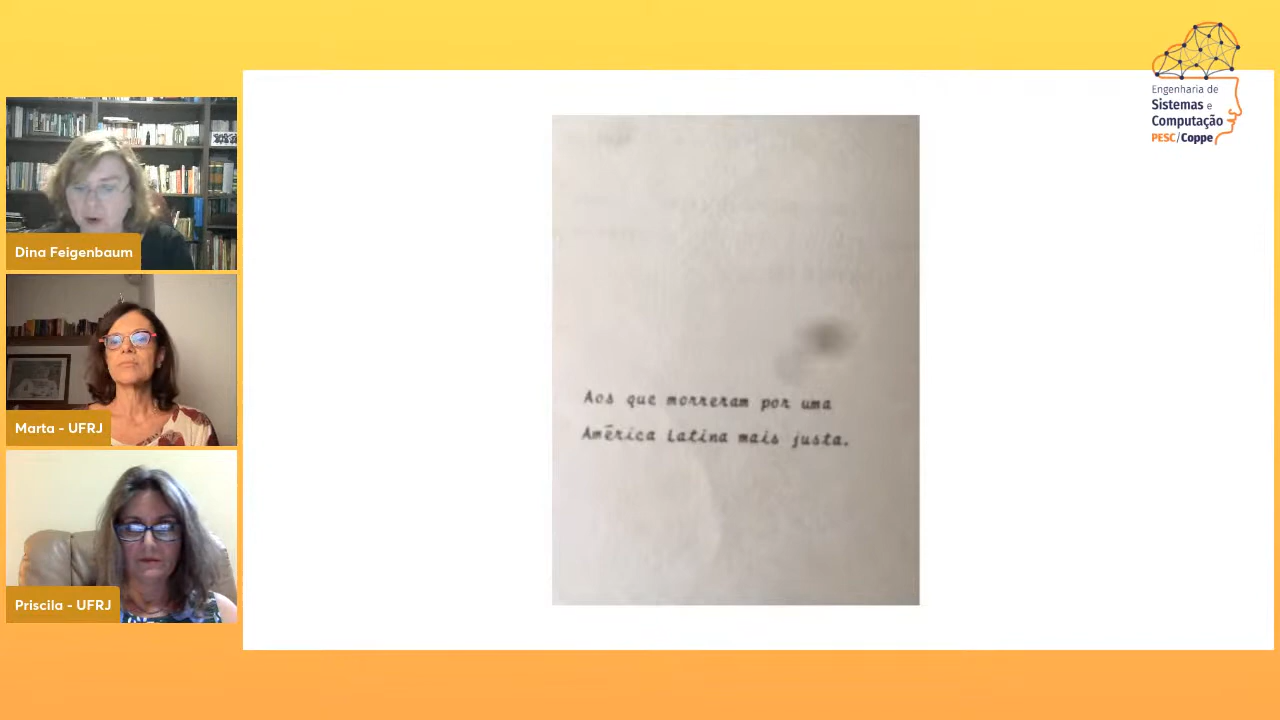 Engenharia de
Sistemas e
Computação
PESC/Coppe
Dina Feigenbaum
Marta - UFRJ
Priscila - UFRJ
Aos que morreram por uma
América Latina mais justa.